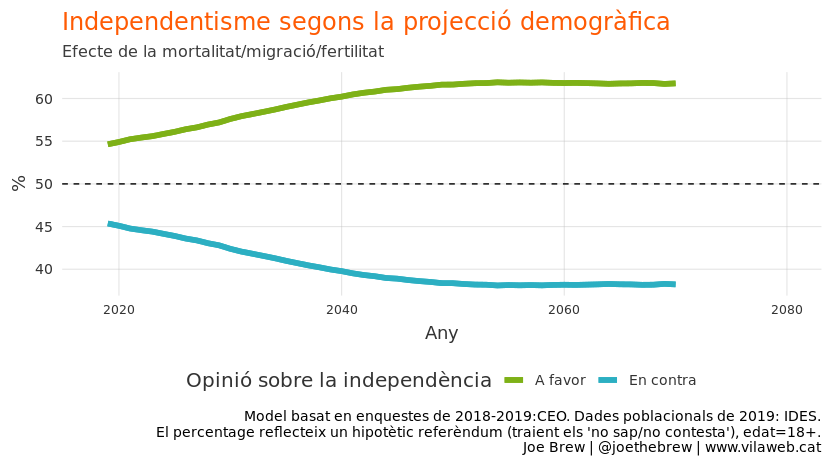 Independentisme segons la projecció demogràfica
Efecte de la mortalitat/migració/fertilitat
60
55
50
45
40
%
2020 2040 2060 2080
Any
Opinió sobre la independència A favor En contra
Model basat en enquestes de 2018-2019:CEO. Dades poblacionals de 2019: IDES.
El percentage reflecteix un hipotètic referèndum (traient els 'no sap/no contesta'), edat=18+.
Joe Brew | @joethebrew | www.vilaweb.cat